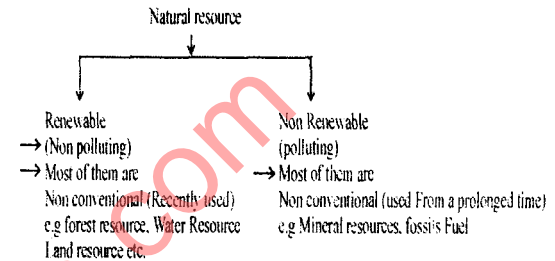 Natural resource
Renewable
(Non polluting)
Most of them are
Non conventional (Recently used)
e.g forest resource, Water Resource
Land resource etc.
Non Renewable
(polluting)
Most of them are
Non conventional (used From a prolonged time)
e.g Mineral resources, fossils Fuel
com